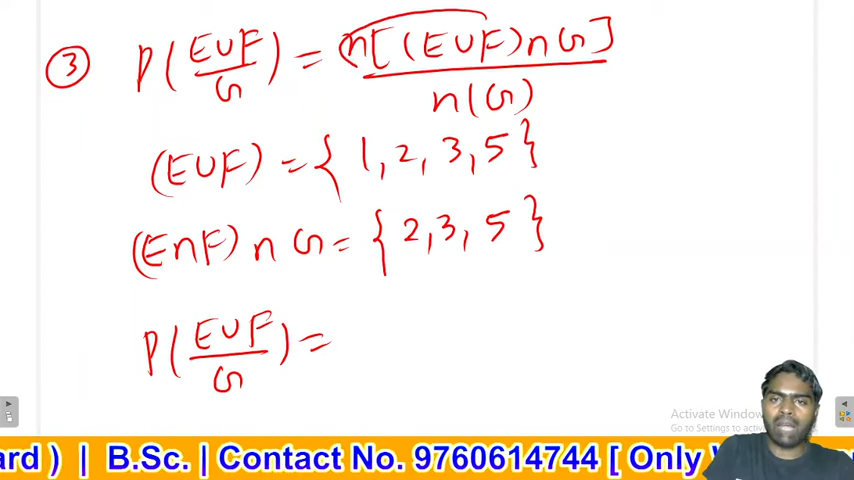 ③ P(E∪F/G) = n[(E∪F)∩G]/n(G)
(E∪F) = {1,2,3,5}
(E∩F)∩G = {2,3,5}
P(E∪F/G) =
Activate Window
Go to Settings to activ
ard ) | B.Sc. | Contact No. 9760614744 [ Only